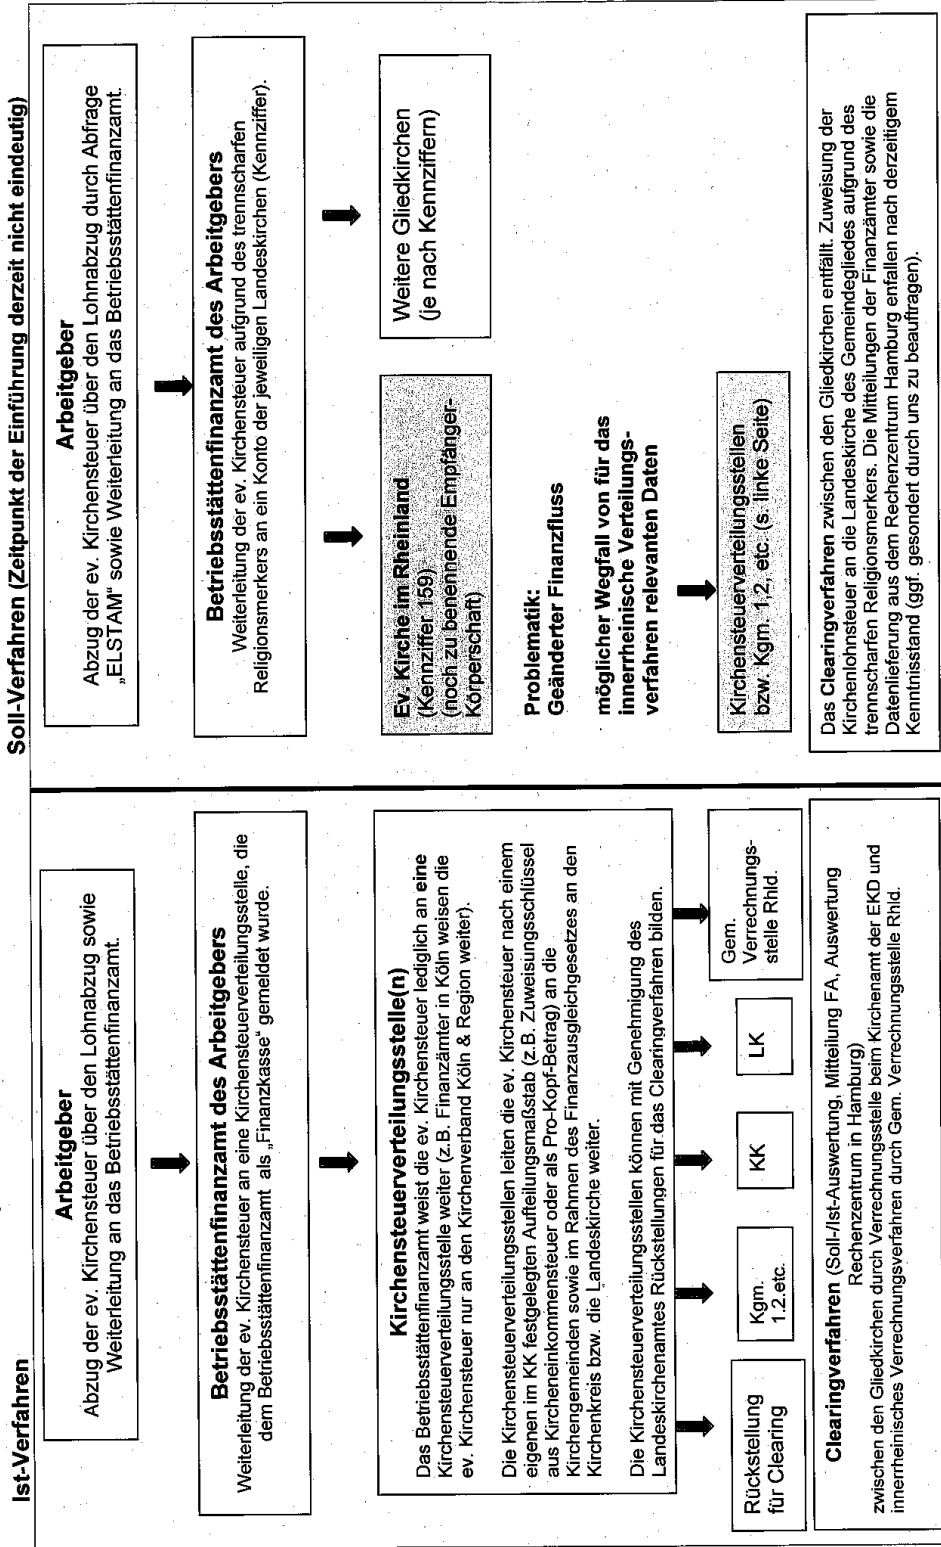 Ist-Verfahren
Arbeitgeber
Abzug der ev. Kirchensteuer über den Lohnabzug sowie
Weiterleitung an das Betriebsstättenfinanzamt.
Betriebsstättenfinanzamt des Arbeitgebers
Weiterleitung der ev. Kirchensteuer an eine Kirchensteuerverteilungsstelle, die
dem Betriebsstättenfinanzamt als „Finanzkasse" gemeldet wurde.
Kirchensteuerverteilungsstelle(n)
Das Betriebsstättenfinanzamt weist die ev. Kirchensteuer lediglich an eine
Kirchensteuerverteilungsstelle weiter (z.B. Finanzämter in Köln weisen die
ev. Kirchensteuer nur an den Kirchenverband Köln & Region weiter).
Die Kirchensteuerverteilungsstellen leiten die ev. Kirchensteuer nach einem
eigenen im KK festgelegten Aufteilungsmaßstab (z.B. Zuweisungsschlüssel
aus Kircheneinkommensteuer oder als Pro-Kopf-Betrag) an die
Kirchengemeinden sowie im Rahmen des Finanzausgleichgesetzes an den
Kirchenkreis bzw. die Landeskirche weiter.
Die Kirchensteuerverteilungsstellen können mit Genehmigung des
Landeskirchenamtes Rückstellungen für das Clearingverfahren bilden.
Rückstellung
für Clearing
Kgm.
1.2.etc.
KK
LK
Gem.
Verrechnungs-
stelle Rhld.
Clearingverfahren (Soll-/Ist-Auswertung, Mitteilung FA, Auswertung
Rechenzentrum in Hamburg)
zwischen den Gliedkirchen durch Verrechnungsstelle beim Kirchenamt der EKD und
innerrheinisches Verrechnungsverfahren durch Gem. Verrechnungsstelle Rhld.
Soll-Verfahren (Zeitpunkt der Einführung derzeit nicht eindeutig)
Arbeitgeber
Abzug der ev. Kirchensteuer über den Lohnabzug durch Abfrage
„ELSTAM" sowie Weiterleitung an das Betriebsstättenfinanzamt.
Betriebsstättenfinanzamt des Arbeitgebers
Weiterleitung der ev. Kirchensteuer aufgrund des trennscharfen
Religionsmerkers an ein Konto der jeweiligen Landeskirchen (Kennziffer).
Ev. Kirche im Rheinland
(Kennziffer 159)
(noch zu benennende Empfänger-
Körperschaft)
Weitere Gliedkirchen
(je nach Kennziffern)
Problematik:
Geänderter Finanzfluss
möglicher Wegfall von für das
innerrheinische Verteilungs-
verfahren relevanten Daten
Kirchensteuerverteilungsstellen
bzw. Kgm. 1,2, etc. (s. linke Seite)
Das Clearingverfahren zwischen den Gliedkirchen entfällt. Zuweisung der
Kirchenlohnsteuer an die Landeskirche des Gemeindegliedes aufgrund des
trennscharfen Religionsmerkers. Die Mitteilungen der Finanzämter sowie die
Datenlieferung aus dem Rechenzentrum Hamburg enfallen nach derzeitigem
Kenntnisstand (ggf. gesondert durch uns zu beauftragen).